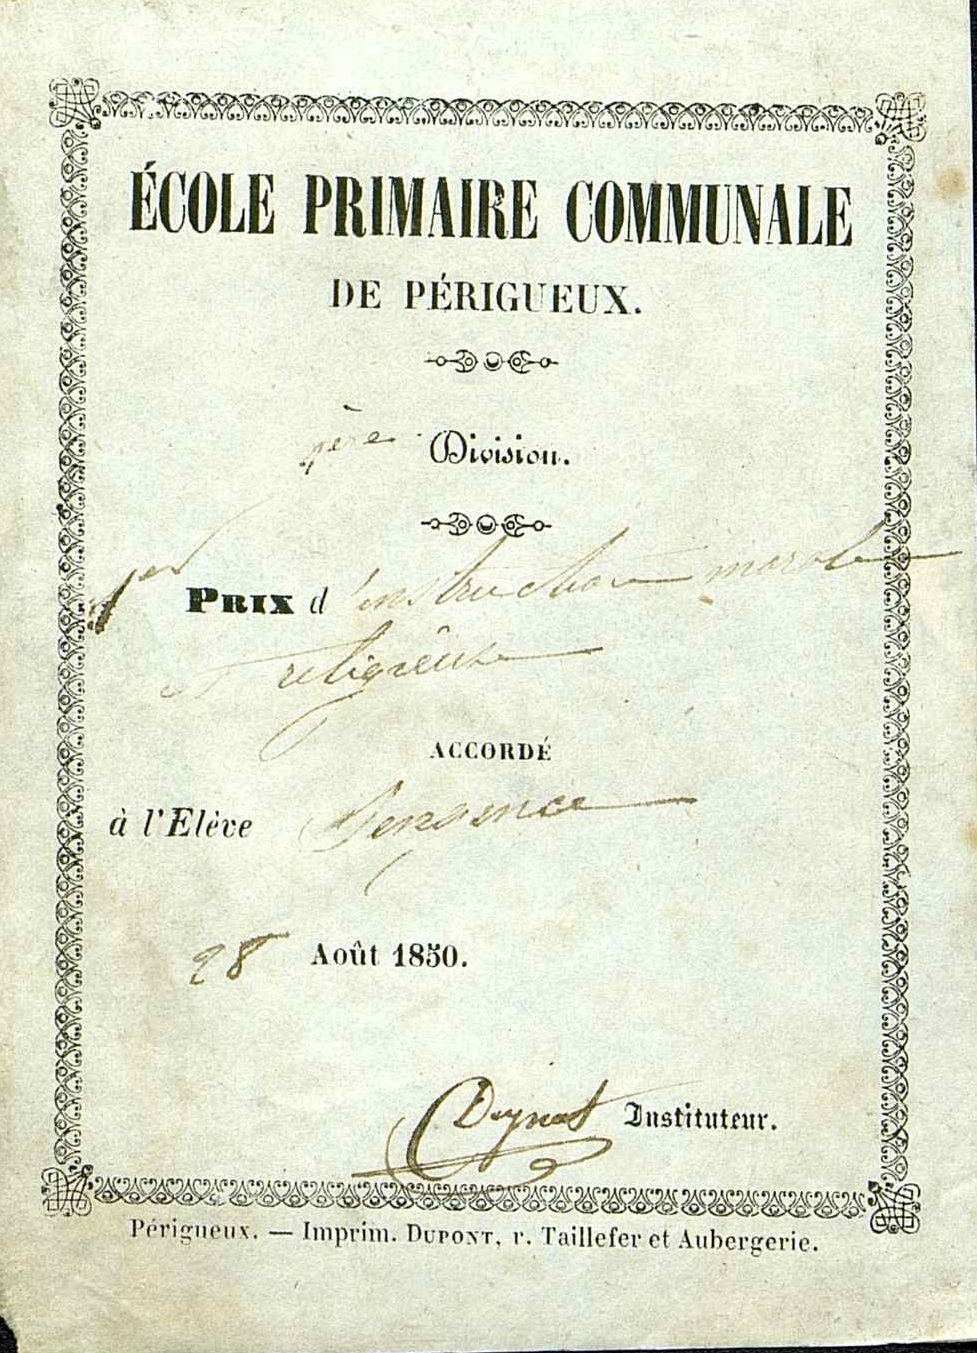 ÉCOLE PRIMAIRE COMMUNALE
DE PÉRIGUEUX.
1ère Division.
1er PRIX d'instruction morale
et religieuse
ACCORDÉ
à l'Elève
28 Août 1850.
Deynat Instituteur.
Périgueux. — Imprim. DUPONT, r. Taillefer et Aubergerie.